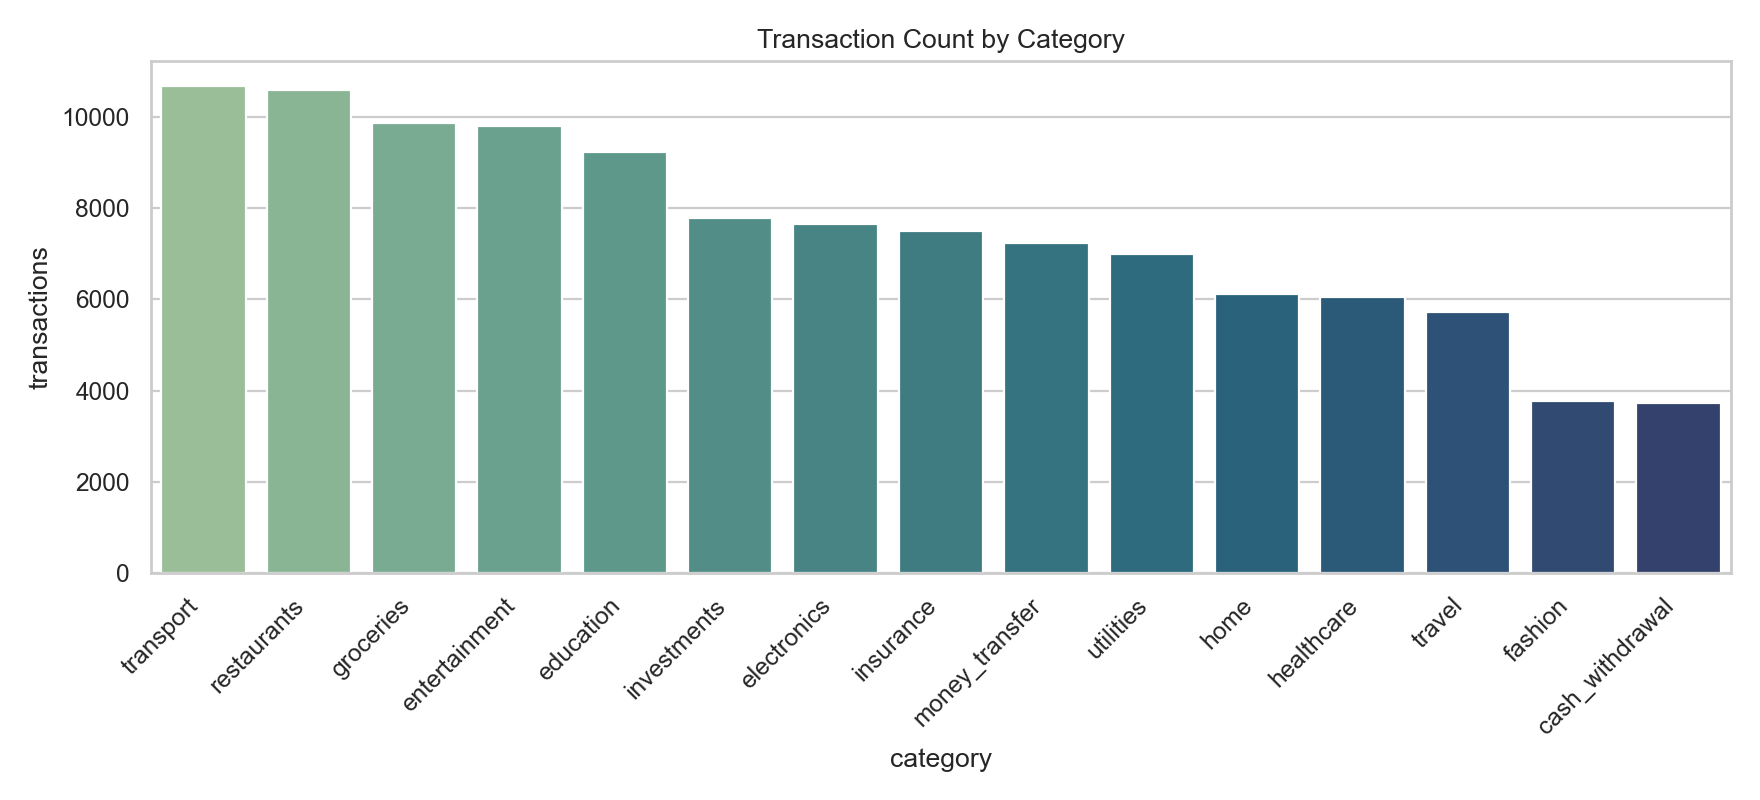 Transaction Count by Category
transactions
10000
8000
6000
4000
2000
0
transport
restaurants
groceries
entertainment
education
investments
electronics
insurance
money_transfer
utilities
home
healthcare
travel
fashion
cash_withdrawal
category